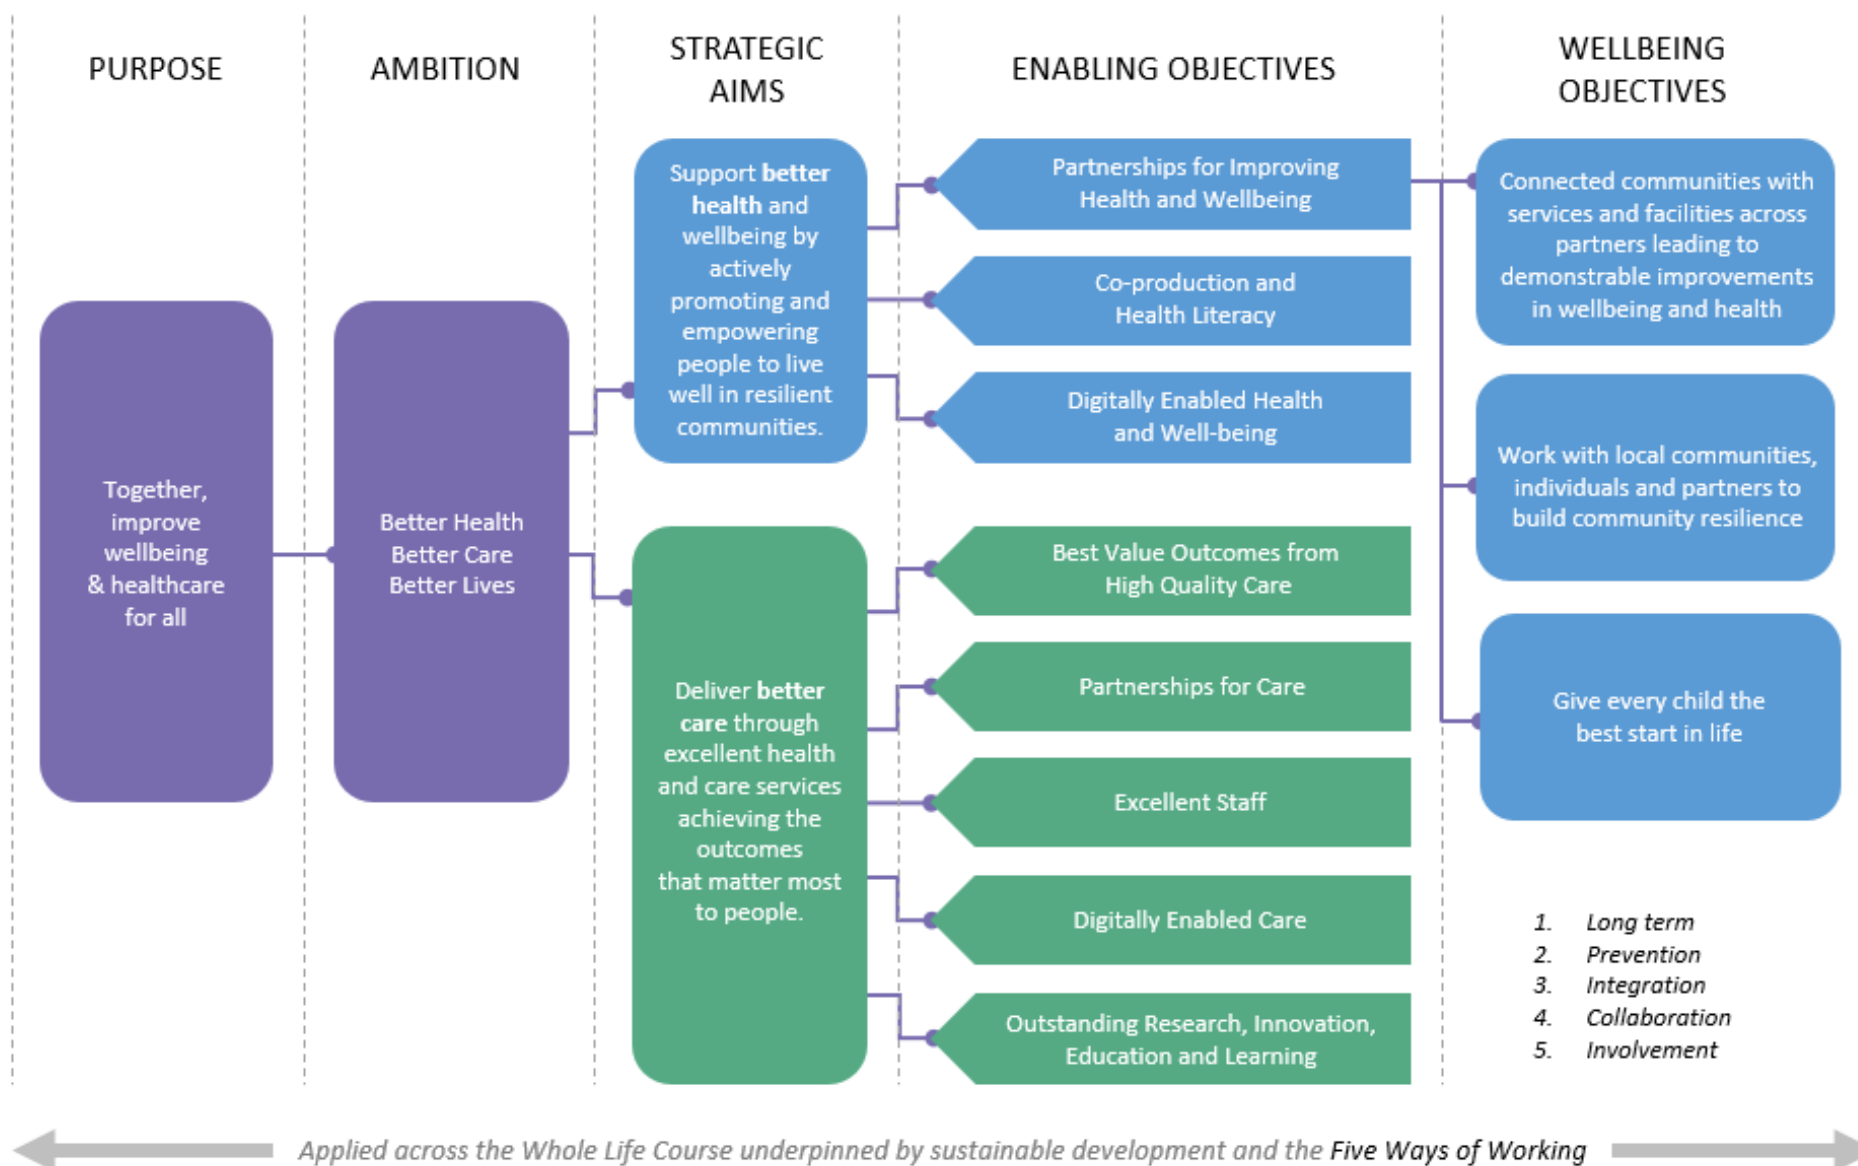 PURPOSE
AMBITION
STRATEGIC
AIMS
ENABLING OBJECTIVES
WELLBEING
OBJECTIVES
Together,
improve
wellbeing
& healthcare
for all
Better Health
Better Care
Better Lives
Support better
health and
wellbeing by
actively
promoting and
empowering
people to live
well in resilient
communities.
Deliver better
care through
excellent health
and care services
achieving the
outcomes
that matter most
to people.
Partnerships for Improving
Health and Wellbeing
Co-production and
Health Literacy
Digitally Enabled Health
and Well-being
Best Value Outcomes from
High Quality Care
Partnerships for Care
Excellent Staff
Digitally Enabled Care
Outstanding Research, Innovation,
Education and Learning
Connected communities with
services and facilities across
partners leading to
demonstrable improvements
in wellbeing and health
Work with local communities,
individuals and partners to
build community resilience
Give every child the
best start in life
1. Long term
2. Prevention
3. Integration
4. Collaboration
5. Involvement
Applied across the Whole Life Course underpinned by sustainable development and the Five Ways of Working